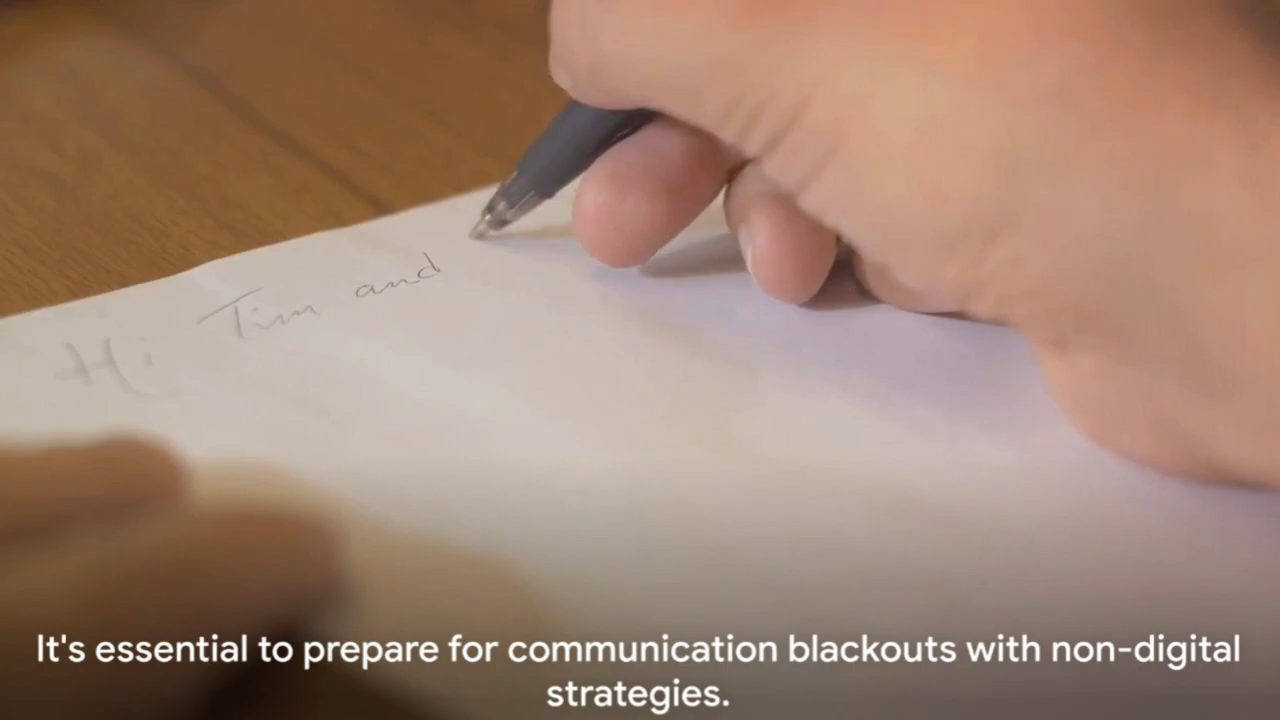 Hi Tim and
It's essential to prepare for communication blackouts with non-digital
strategies.